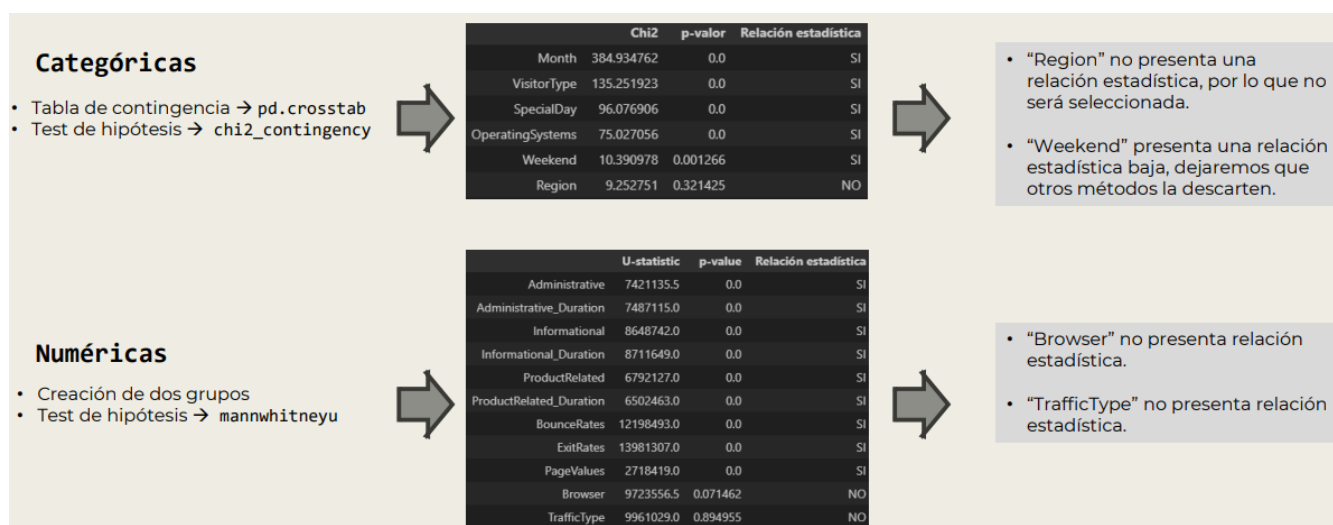 Categóricas
• Tabla de contingencia → pd.crosstab
• Test de hipótesis → chi2_contingency
Chi2 p-valor Relación estadística
Month 384.934762 0.0 SI
VisitorType 135.251923 0.0 SI
SpecialDay 96.076906 0.0 SI
OperatingSystems 75.027056 0.0 SI
Weekend 10.390978 0.001266 SI
Region 9.252751 0.321425 NO
• “Region” no presenta una
relación estadística, por lo que no
será seleccionada.
• “Weekend” presenta una relación
estadística baja, dejaremos que
otros métodos la descarten.
Numéricas
• Creación de dos grupos
• Test de hipótesis → mannwhitneyu
U-statistic p-value Relación estadística
Administrative 7421135.5 0.0 SI
Administrative_Duration 7487115.0 0.0 SI
Informational 8648742.0 0.0 SI
Informational_Duration 8711649.0 0.0 SI
ProductRelated 6792127.0 0.0 SI
ProductRelated_Duration 6502463.0 0.0 SI
BounceRates 12198493.0 0.0 SI
ExitRates 13981307.0 0.0 SI
PageValues 2718419.0 0.0 SI
Browser 9723556.5 0.071462 NO
TrafficType 9961029.0 0.894955 NO
• “Browser” no presenta relación
estadística.
• “TrafficType” no presenta relación
estadística.